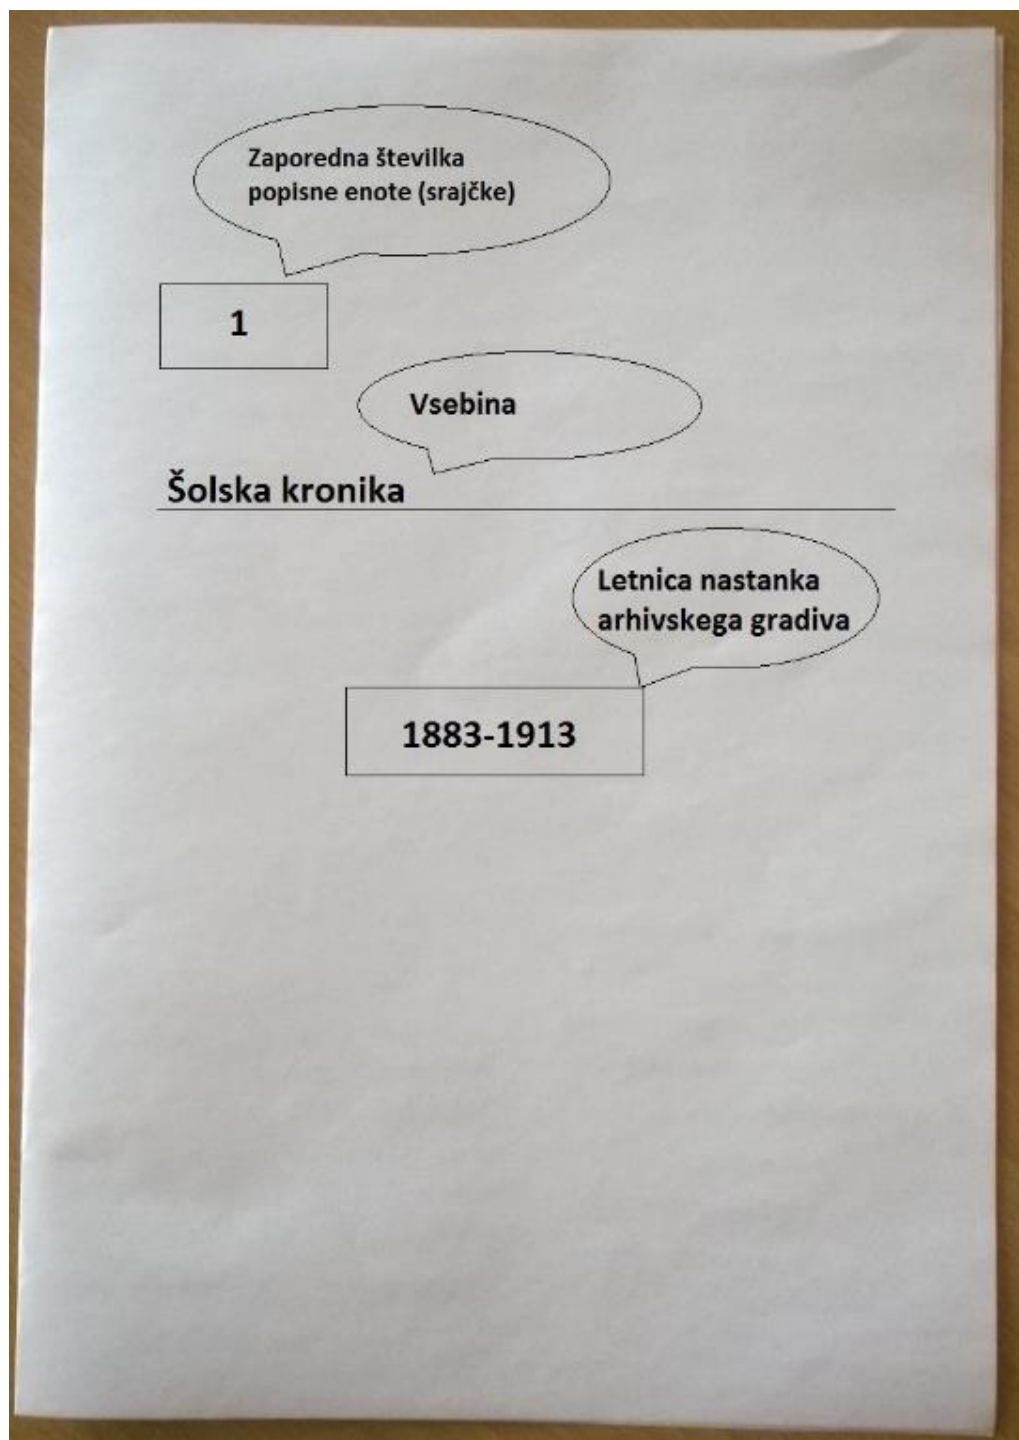 Zaporedna številka
popisne enote (srajčke)
1
Vsebina
Šolska kronika
Letnica nastanka
arhivskega gradiva
1883-1913